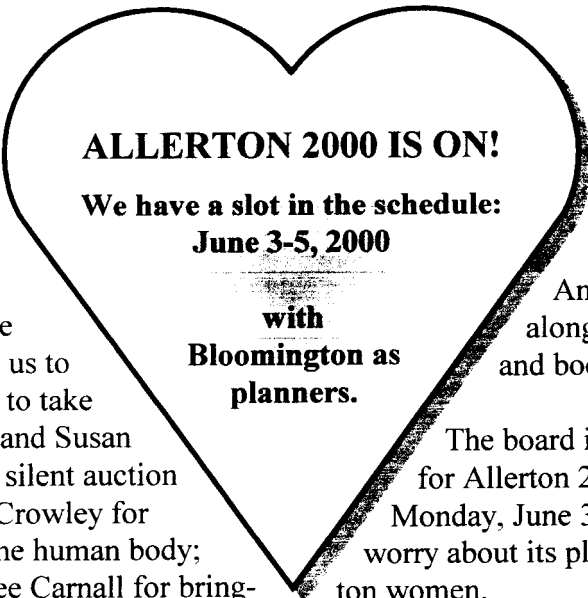 ALLERTON 2000 IS ON!
We have a slot in the schedule:
June 3-5, 2000
with
Bloomington as
planners.
us to
to take
and Susan
silent auction
Crowley for
he human body;
ee Carnall for bring-
An
along
and boo
The board i
for Allerton 2
Monday, June 3
worry about its pl
ton women.